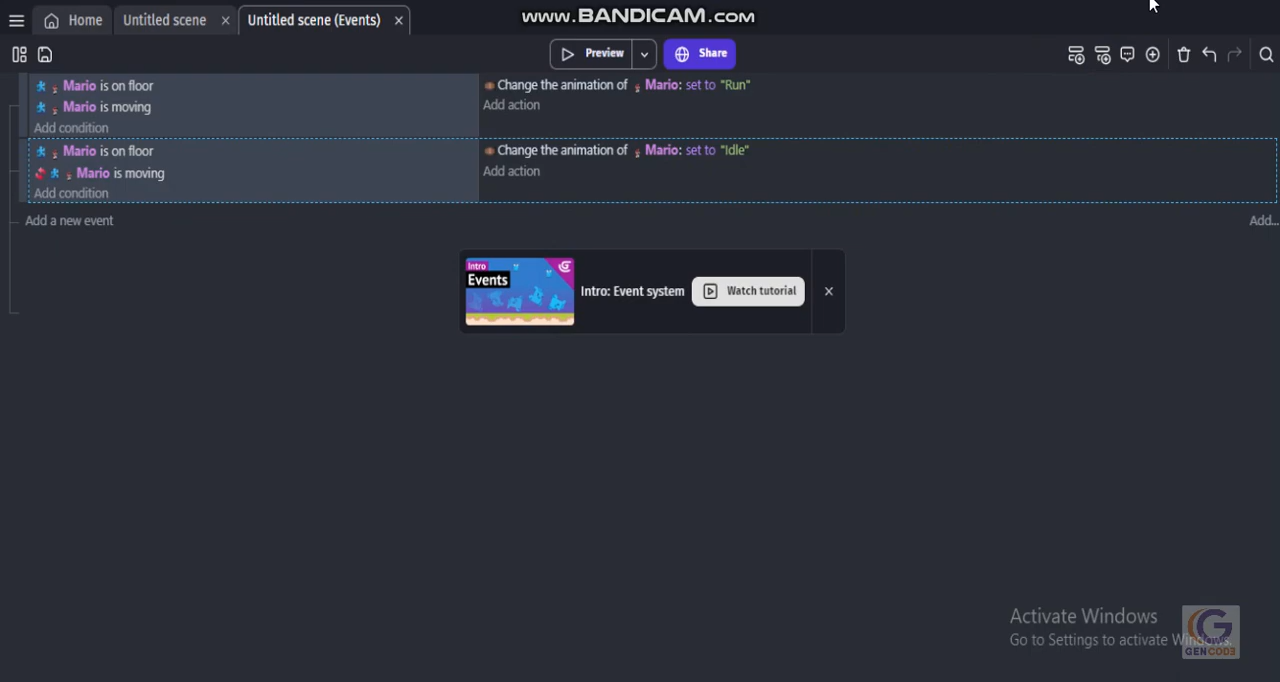 www.BANDICAM.com
Home
Untitled scene
Untitled scene (Events)
Preview
Share
Mario is on floor
Change the animation of Mario: set to "Run"
Mario is moving
Add action
Add condition
Mario is on floor
Change the animation of Mario: set to "Idle"
Mario is moving
Add action
Add condition
Add a new event
Add...
Intro
Events
Intro: Event system
Watch tutorial
Activate Windows
Go to Settings to activate Windows.
GENCODE